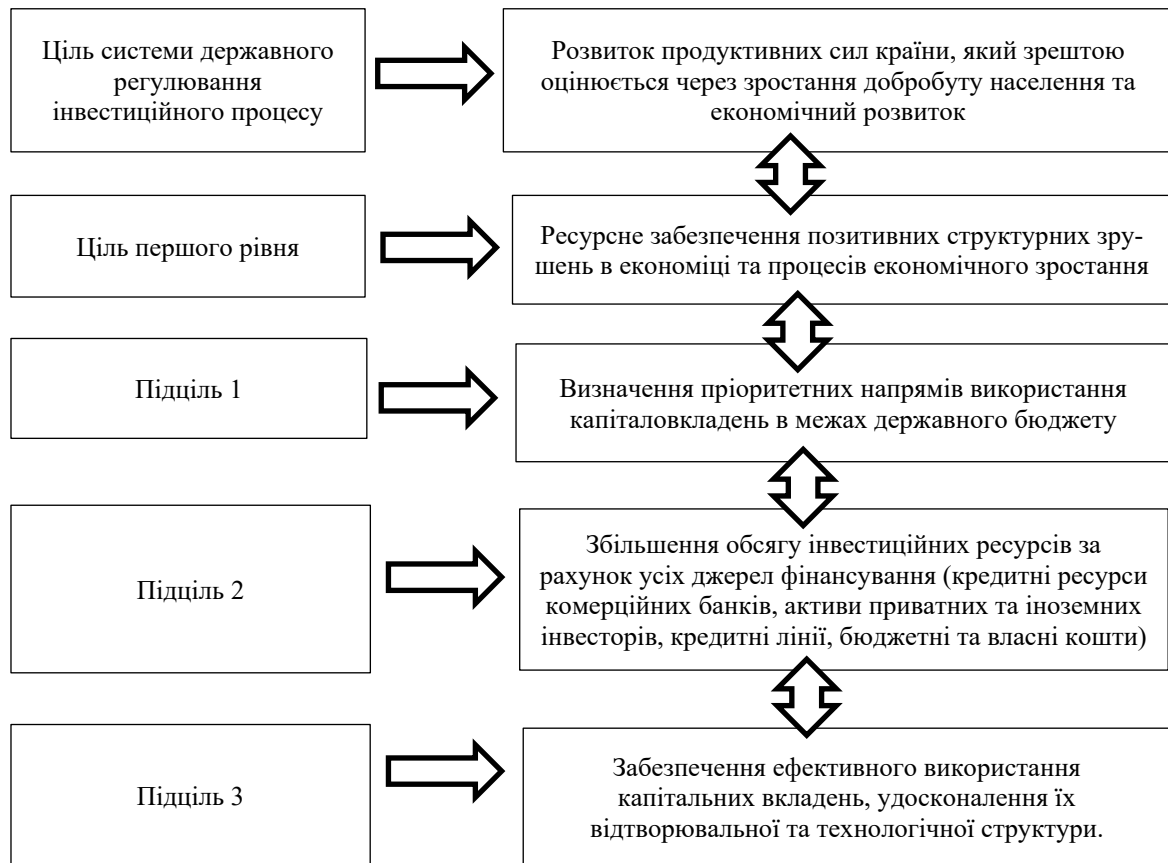 Ціль системи державного
регулювання
інвестиційного процесу
Розвиток продуктивних сил країни, який зрештою
оцінюється через зростання добробуту населення та
економічний розвиток
Ціль першого рівня
Ресурсне забезпечення позитивних структурних зру-
шень в економіці та процесів економічного зростання
Підціль 1
Визначення пріоритетних напрямів використання
капіталовкладень в межах державного бюджету
Підціль 2
Збільшення обсягу інвестиційних ресурсів за
рахунок усіх джерел фінансування (кредитні ресурси
комерційних банків, активи приватних та іноземних
інвесторів, кредитні лінії, бюджетні та власні кошти)
Підціль 3
Забезпечення ефективного використання
капітальних вкладень, удосконалення їх
відтворювальної та технологічної структури.